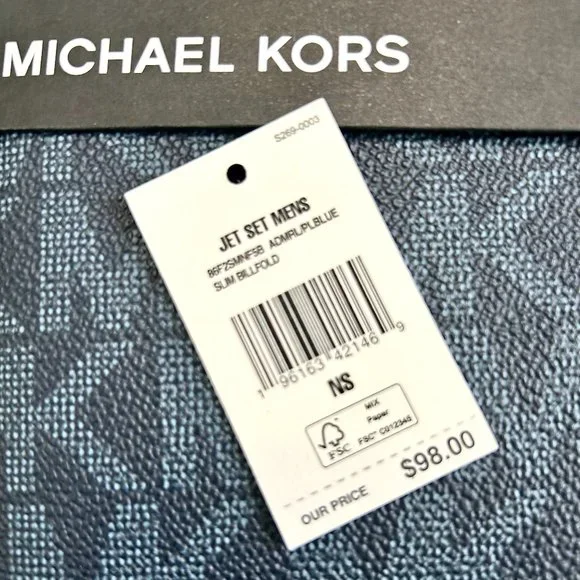 MICHAEL KORS
S269-0003
JET SET MENS
86F2SMNF5B ADMRL/PLBLUE
SLIM BILLFOLD
1 96163 42146 9
NS
MIX
Paper
FSC
FSC® C012345
OUR PRICE $98.00